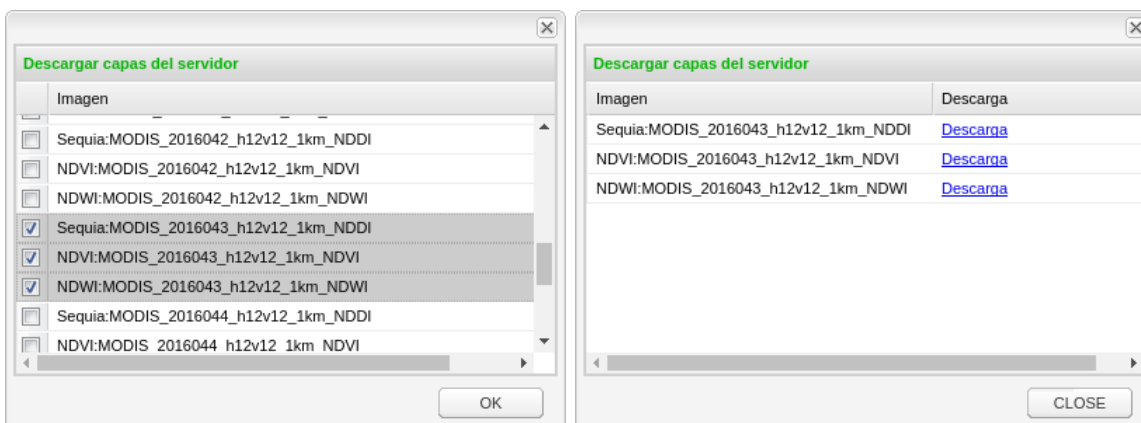 Descargar capas del servidor
Imagen
Sequia:MODIS_2016042_h12v12_1km_NDDI
NDVI:MODIS_2016042_h12v12_1km_NDVI
NDWI:MODIS_2016042_h12v12_1km_NDWI
Sequia:MODIS_2016043_h12v12_1km_NDDI
NDVI:MODIS_2016043_h12v12_1km_NDVI
NDWI:MODIS_2016043_h12v12_1km_NDWI
Sequia:MODIS_2016044_h12v12_1km_NDDI
NDVI:MODIS_2016044_h12v12_1km_NDVI
OK
Descargar capas del servidor
Imagen Descarga
Sequia:MODIS_2016043_h12v12_1km_NDDI Descarga
NDVI:MODIS_2016043_h12v12_1km_NDVI Descarga
NDWI:MODIS_2016043_h12v12_1km_NDWI Descarga
CLOSE